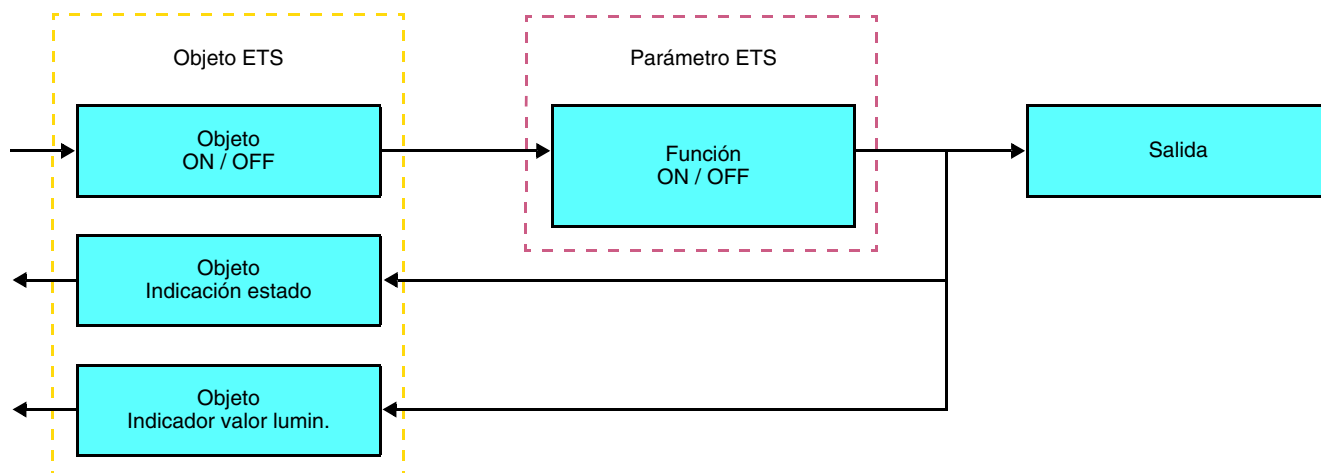 Objeto ETS
Parámetro ETS
Objeto
ON / OFF
Función
ON / OFF
Salida
Objeto
Indicación estado
Objeto
Indicador valor lumin.